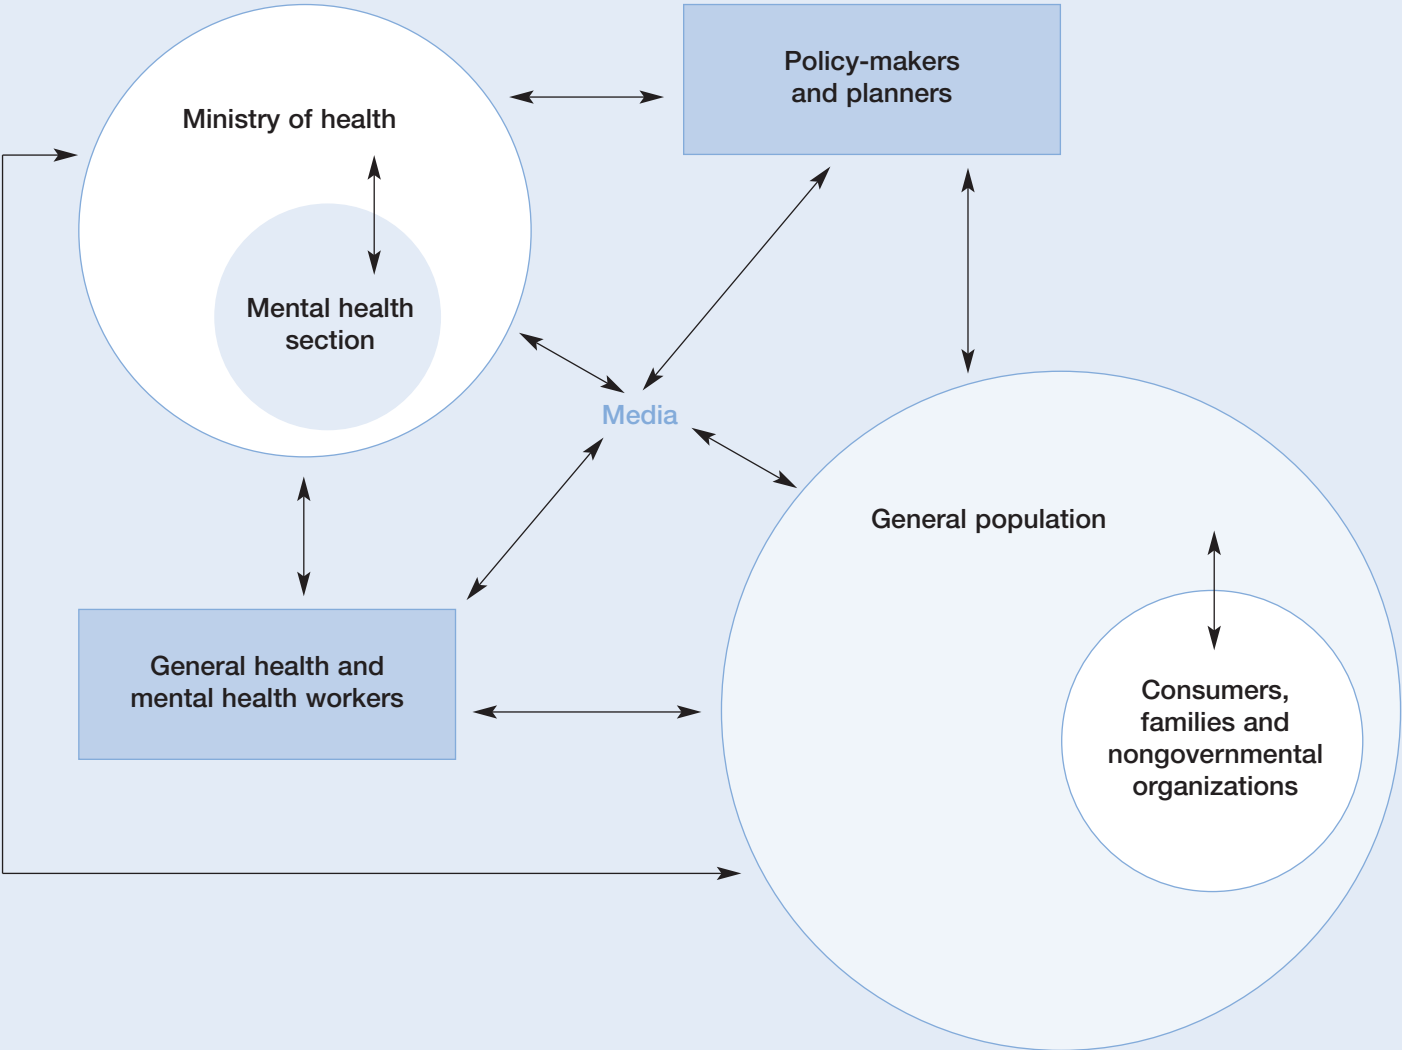 Policy-makers
and planners
Ministry of health
Mental health
section
Media
General population
General health and
mental health workers
Consumers,
families and
nongovernmental
organizations